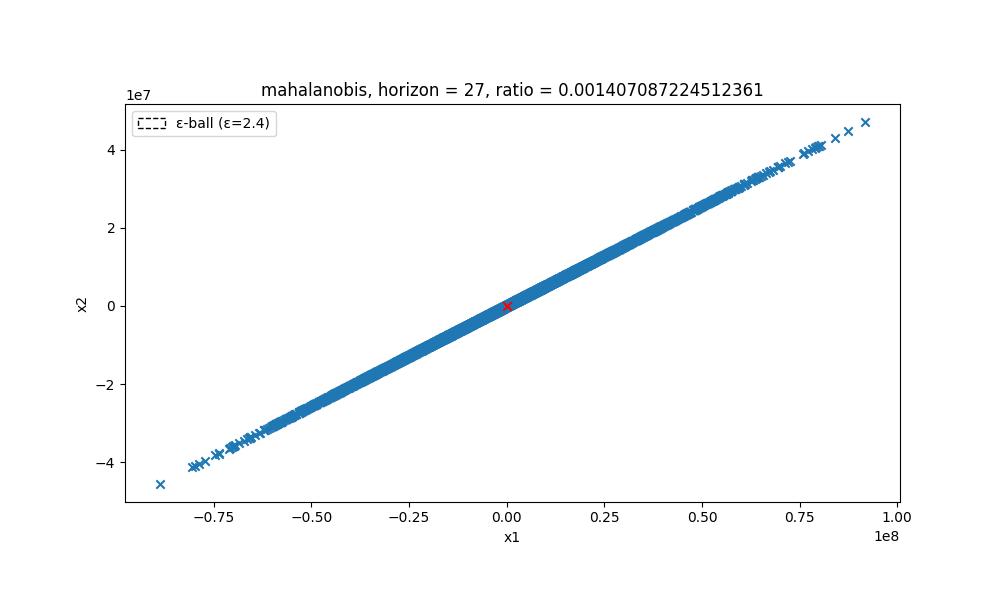 mahalanobis, horizon = 27, ratio = 0.001407087224512361
1e7
ε-ball (ε=2.4)
4
2
0
−2
−4
x2
−0.75 −0.50 −0.25 0.00 0.25 0.50 0.75 1.00
1e8
x1